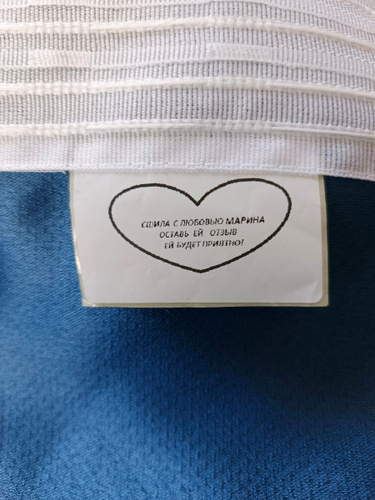 СШИЛА С ЛЮБОВЬЮ МАРИНА
ОСТАВЬ ЕЙ ОТЗЫВ
ЕЙ БУДЕТ ПРИЯТНО!